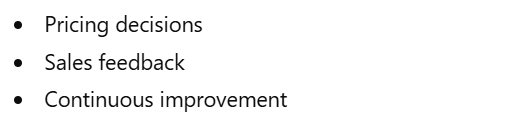 • Pricing decisions
• Sales feedback
• Continuous improvement